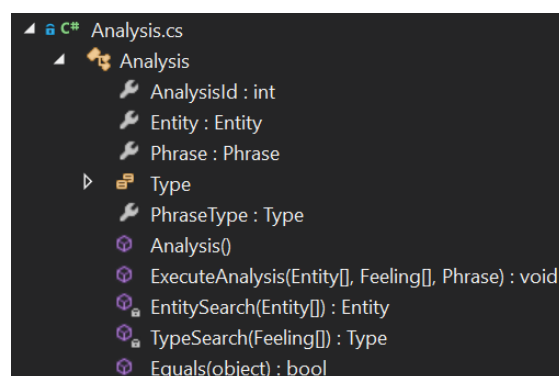 C# Analysis.cs
Analysis
AnalysisId : int
Entity : Entity
Phrase : Phrase
Type
PhraseType : Type
Analysis()
ExecuteAnalysis(Entity[], Feeling[], Phrase) : void
EntitySearch(Entity[]) : Entity
TypeSearch(Feeling[]) : Type
Equals(object) : bool